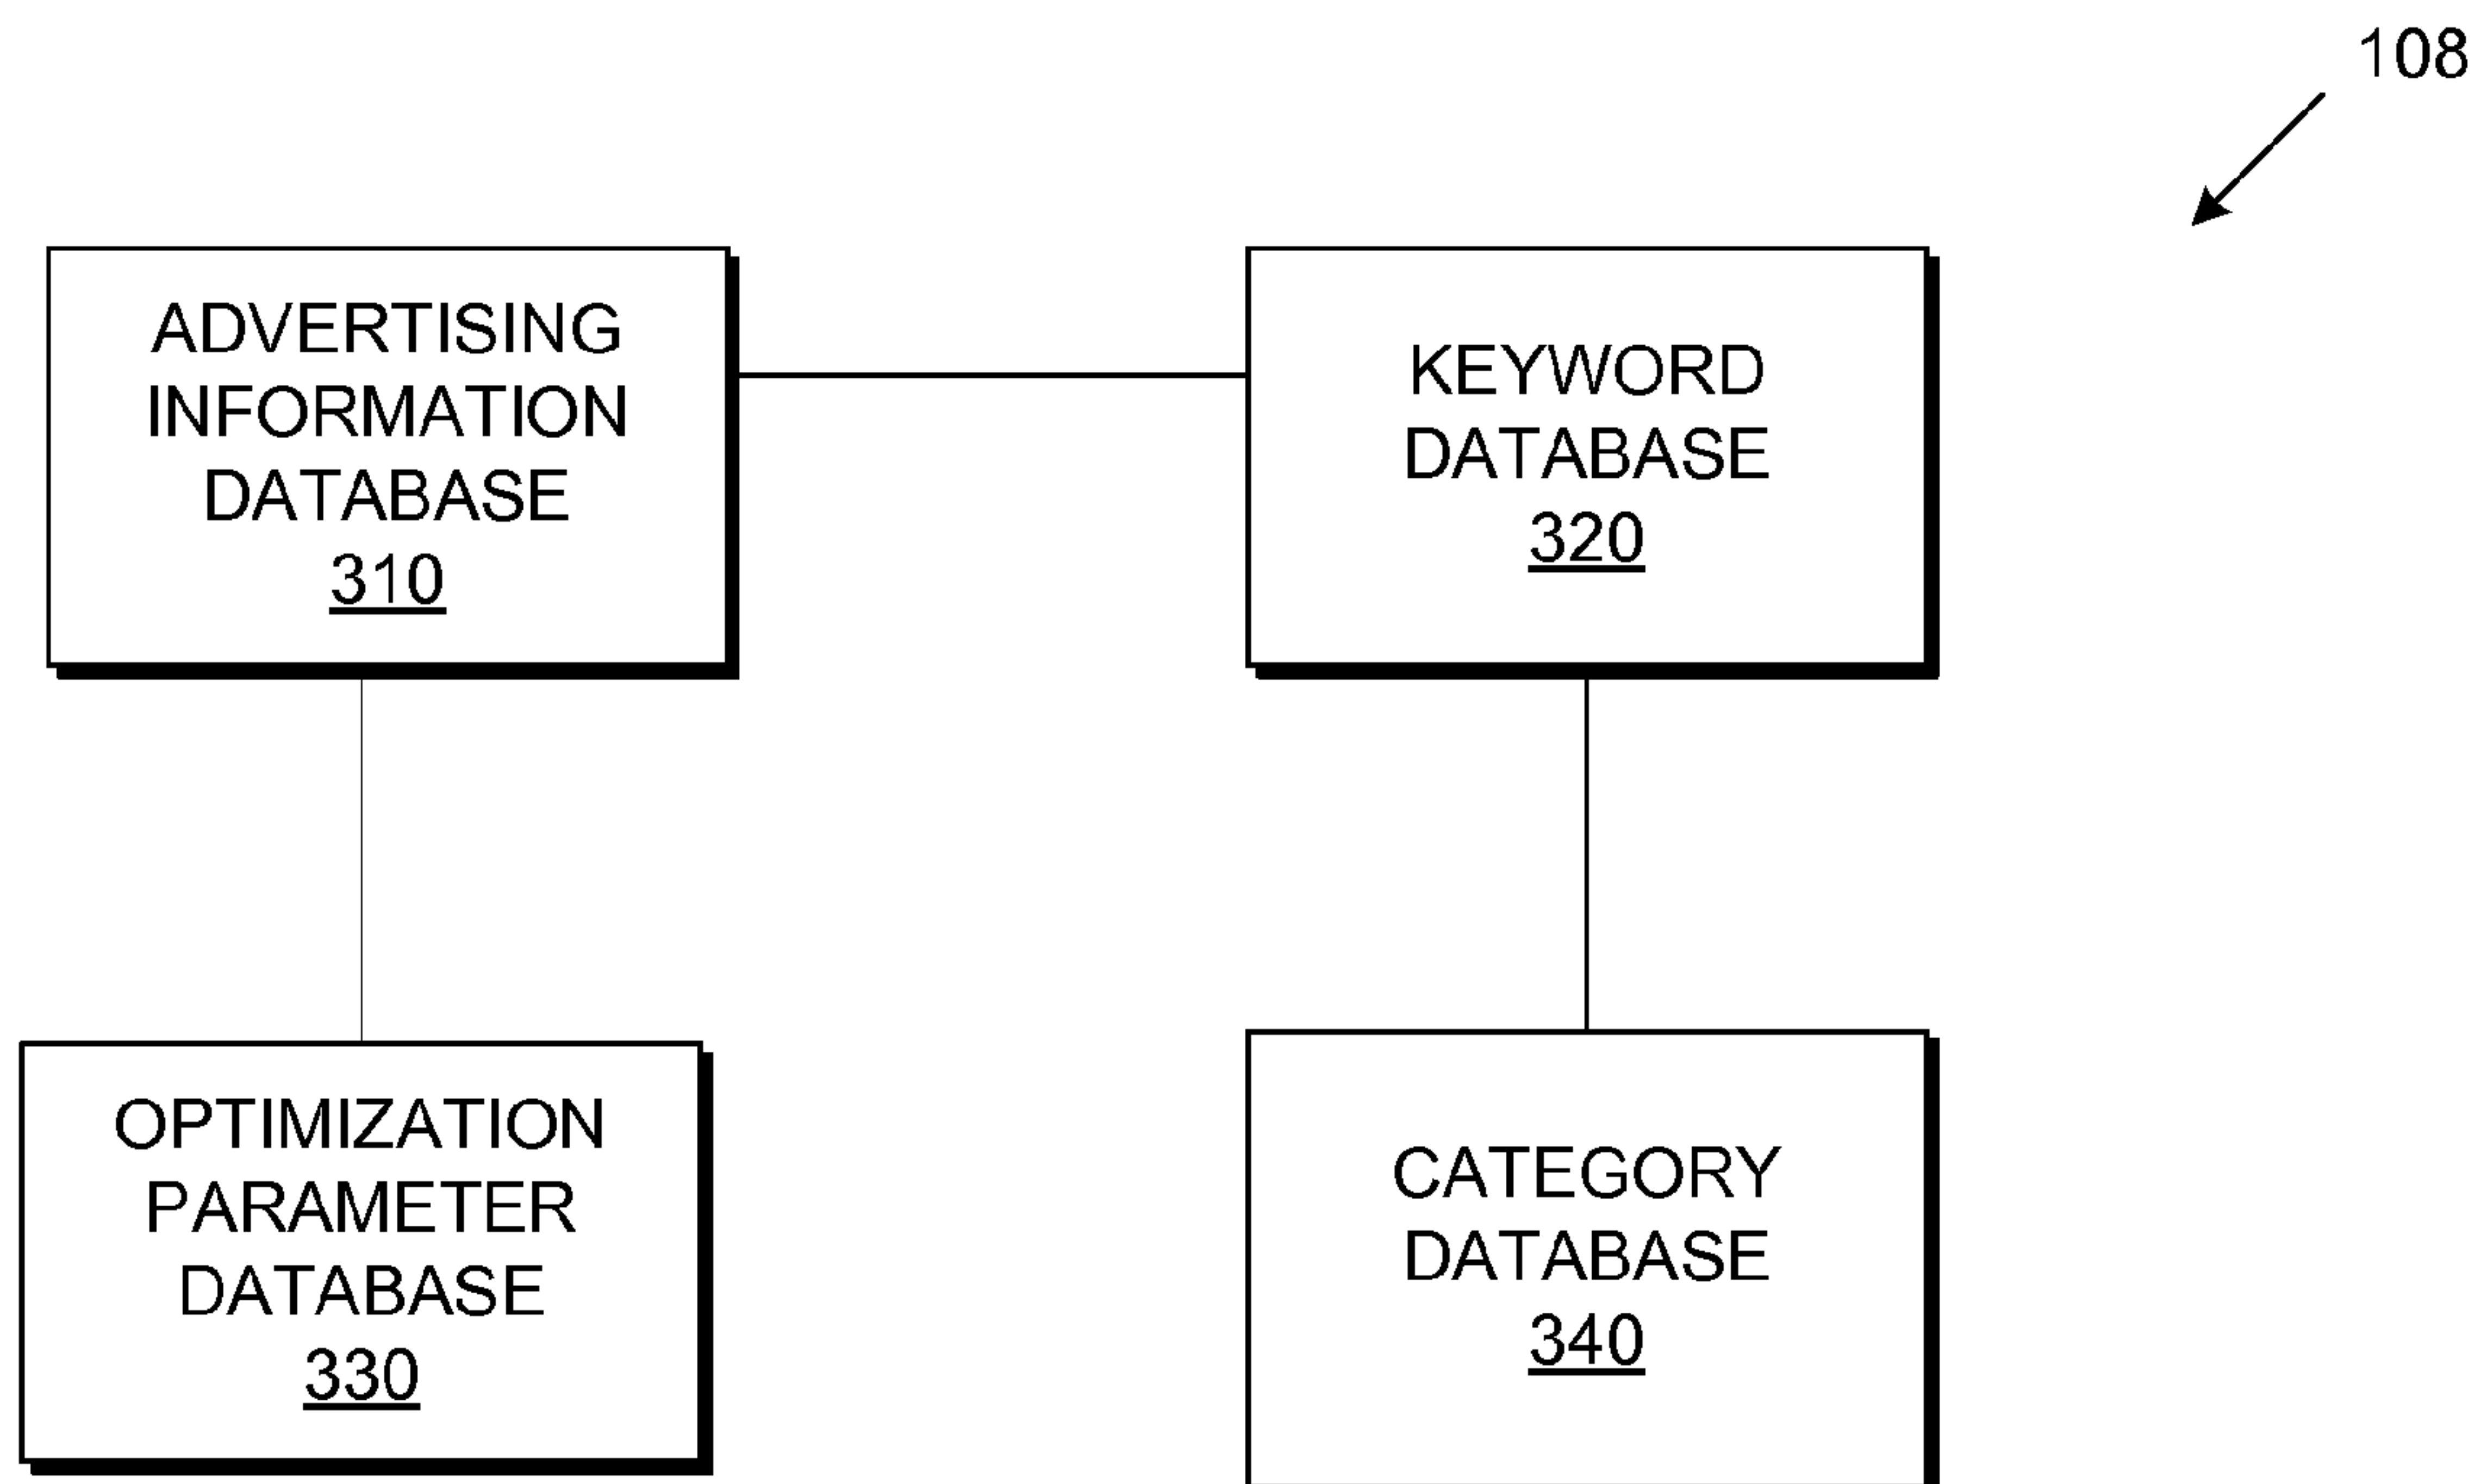 108
ADVERTISING
INFORMATION
DATABASE
310
KEYWORD
DATABASE
320
OPTIMIZATION
PARAMETER
DATABASE
330
CATEGORY
DATABASE
340